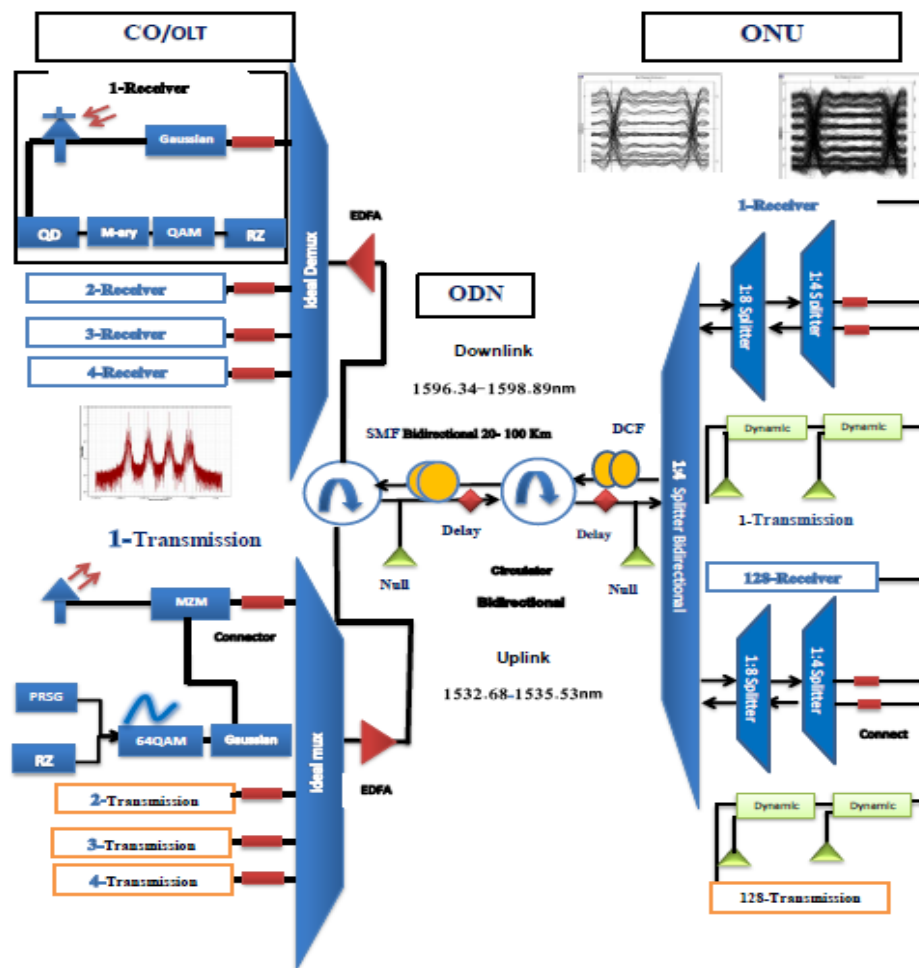 CO/OLT
ONU
1-Receiver
Gaussian
QD
M-ary
QAM
RZ
2-Receiver
3-Receiver
4-Receiver
Ideal Demux
EDFA
ODN
Downlink
1596.34-1598.89nm
SMF Bidirectional 20- 100 Km
DCF
Delay
Delay
Null
Null
Circulator
Bidirectional
Uplink
1532.68-1535.53nm
1-Transmission
MZM
Connector
PRSG
RZ
64QAM
Gaussian
2-Transmission
3-Transmission
4-Transmission
Ideal mux
EDFA
1:4 Splitter Bidirectional
1-Receiver
1:8 Splitter
1:4 Splitter
Dynamic
Dynamic
1-Transmission
128-Receiver
1:8 Splitter
1:4 Splitter
Connect
Dynamic
Dynamic
128-Transmission